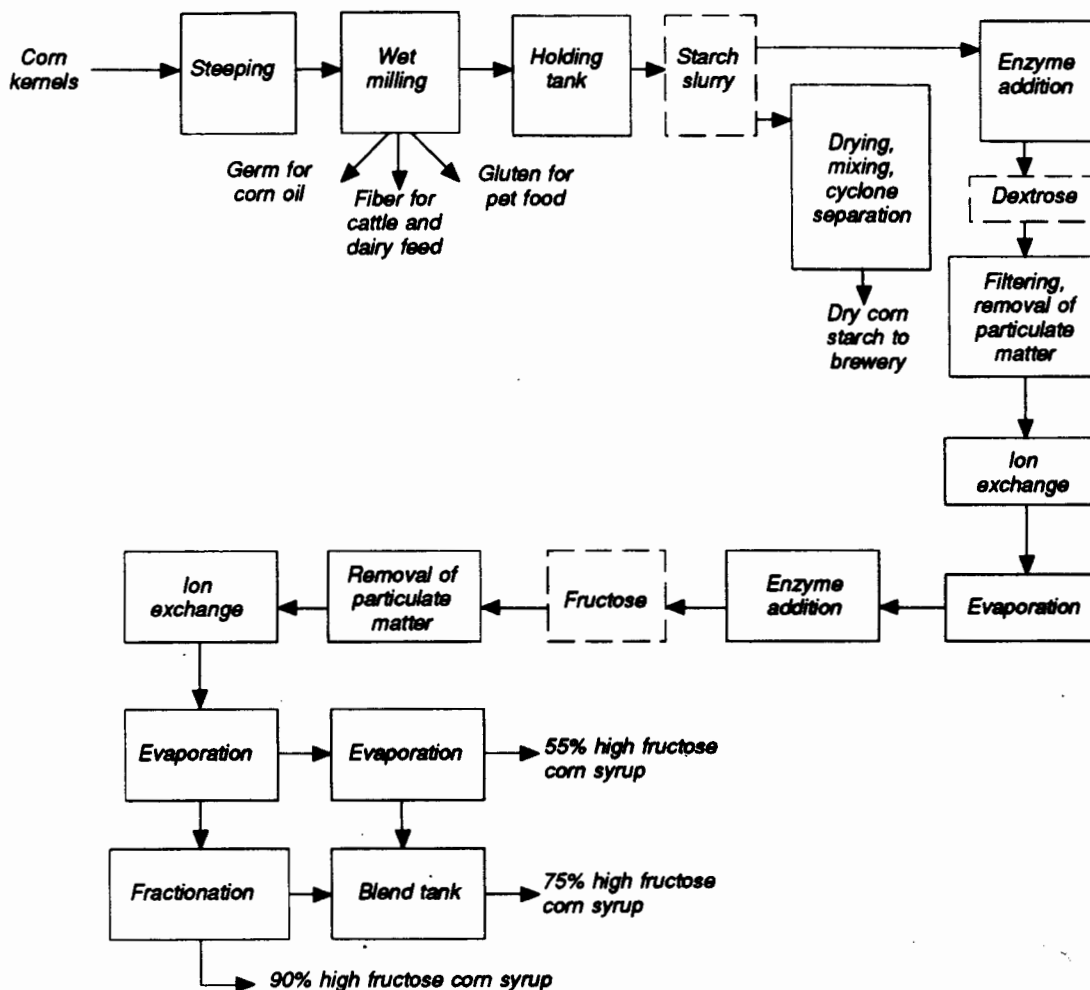 Corn
kernels
Steeping
Wet
milling
Holding
tank
Starch
slurry
Enzyme
addition
Germ for
corn oil
Fiber for
cattle and
dairy feed
Gluten for
pet food
Drying,
mixing,
cyclone
separation
Dry corn
starch to
brewery
Dextrose
Filtering,
removal of
particulate
matter
Ion
exchange
Evaporation
Enzyme
addition
Fructose
Removal of
particulate
matter
Ion
exchange
Evaporation
Evaporation
55% high fructose
corn syrup
Fractionation
Blend tank
75% high fructose
corn syrup
90% high fructose corn syrup